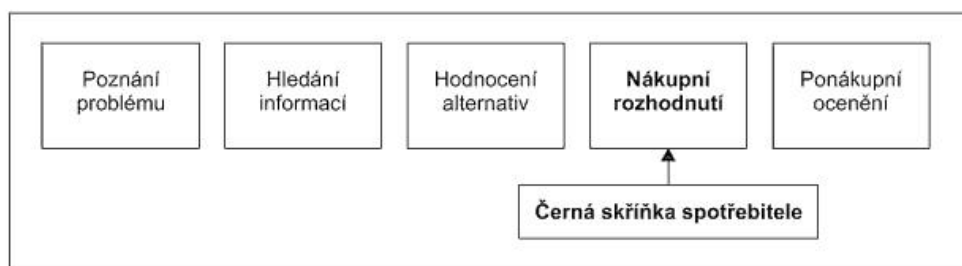 Poznání
problému
Hledání
informací
Hodnocení
alternativ
Nákupní
rozhodnutí
Ponákupní
ocenění
Černá skříňka spotřebitele